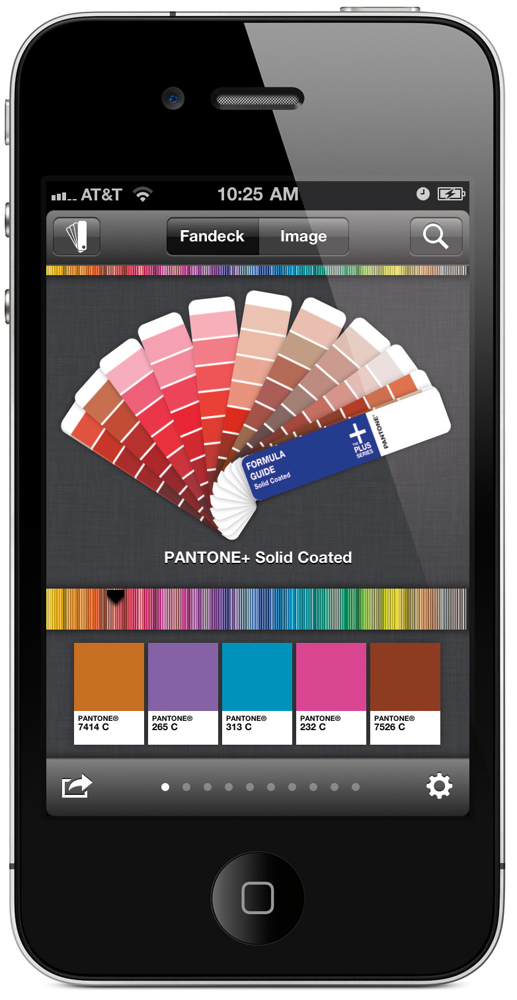 AT&T 10:25 AM
Fandeck Image
FORMULA
GUIDE
Solid Coated
THE
PLUS
SERIES
PANTONE®
PANTONE+ Solid Coated
PANTONE® PANTONE® PANTONE® PANTONE® PANTONE®
7414 C 265 C 313 C 232 C 7526 C